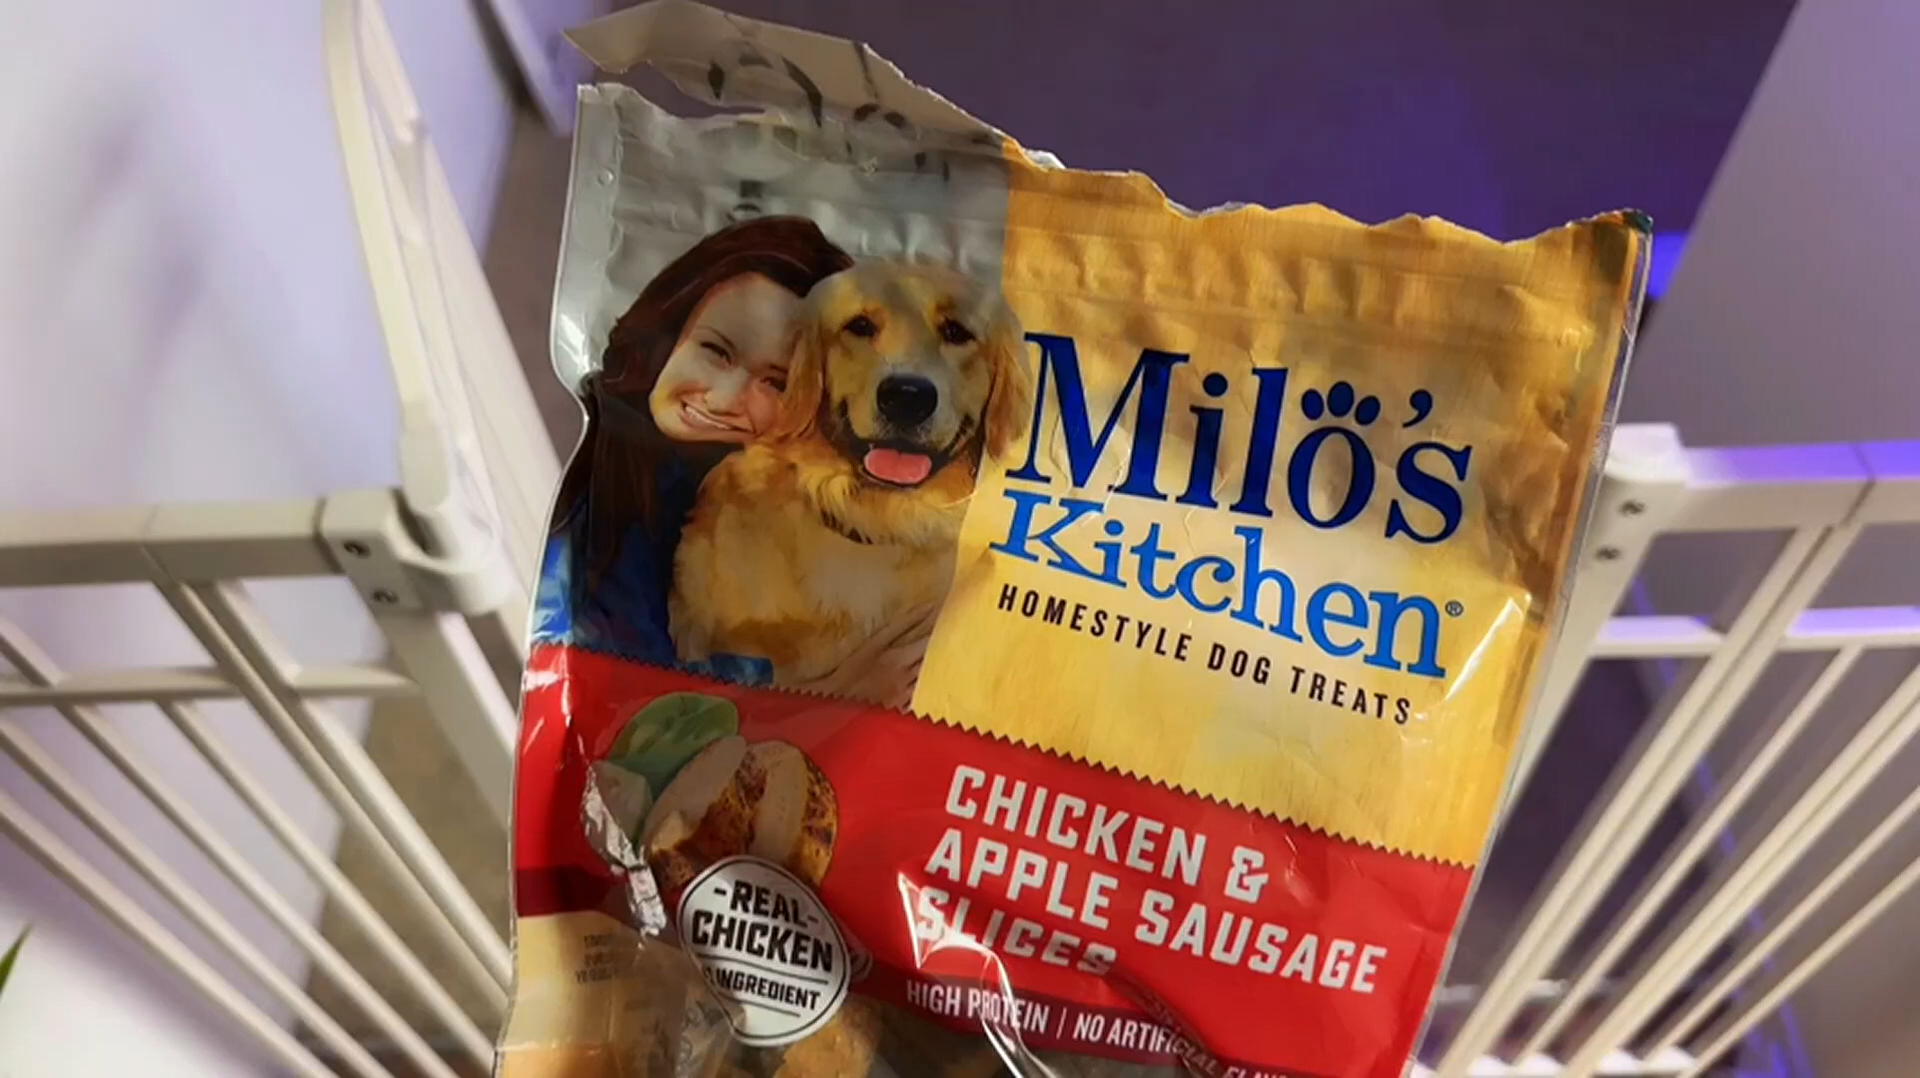 Milo's
Kitchen®
HOMESTYLE DOG TREATS
CHICKEN &
APPLE SAUSAGE
SLICES
-REAL-
CHICKEN
INGREDIENT
HIGH PROTEIN | NO ARTIFICIAL